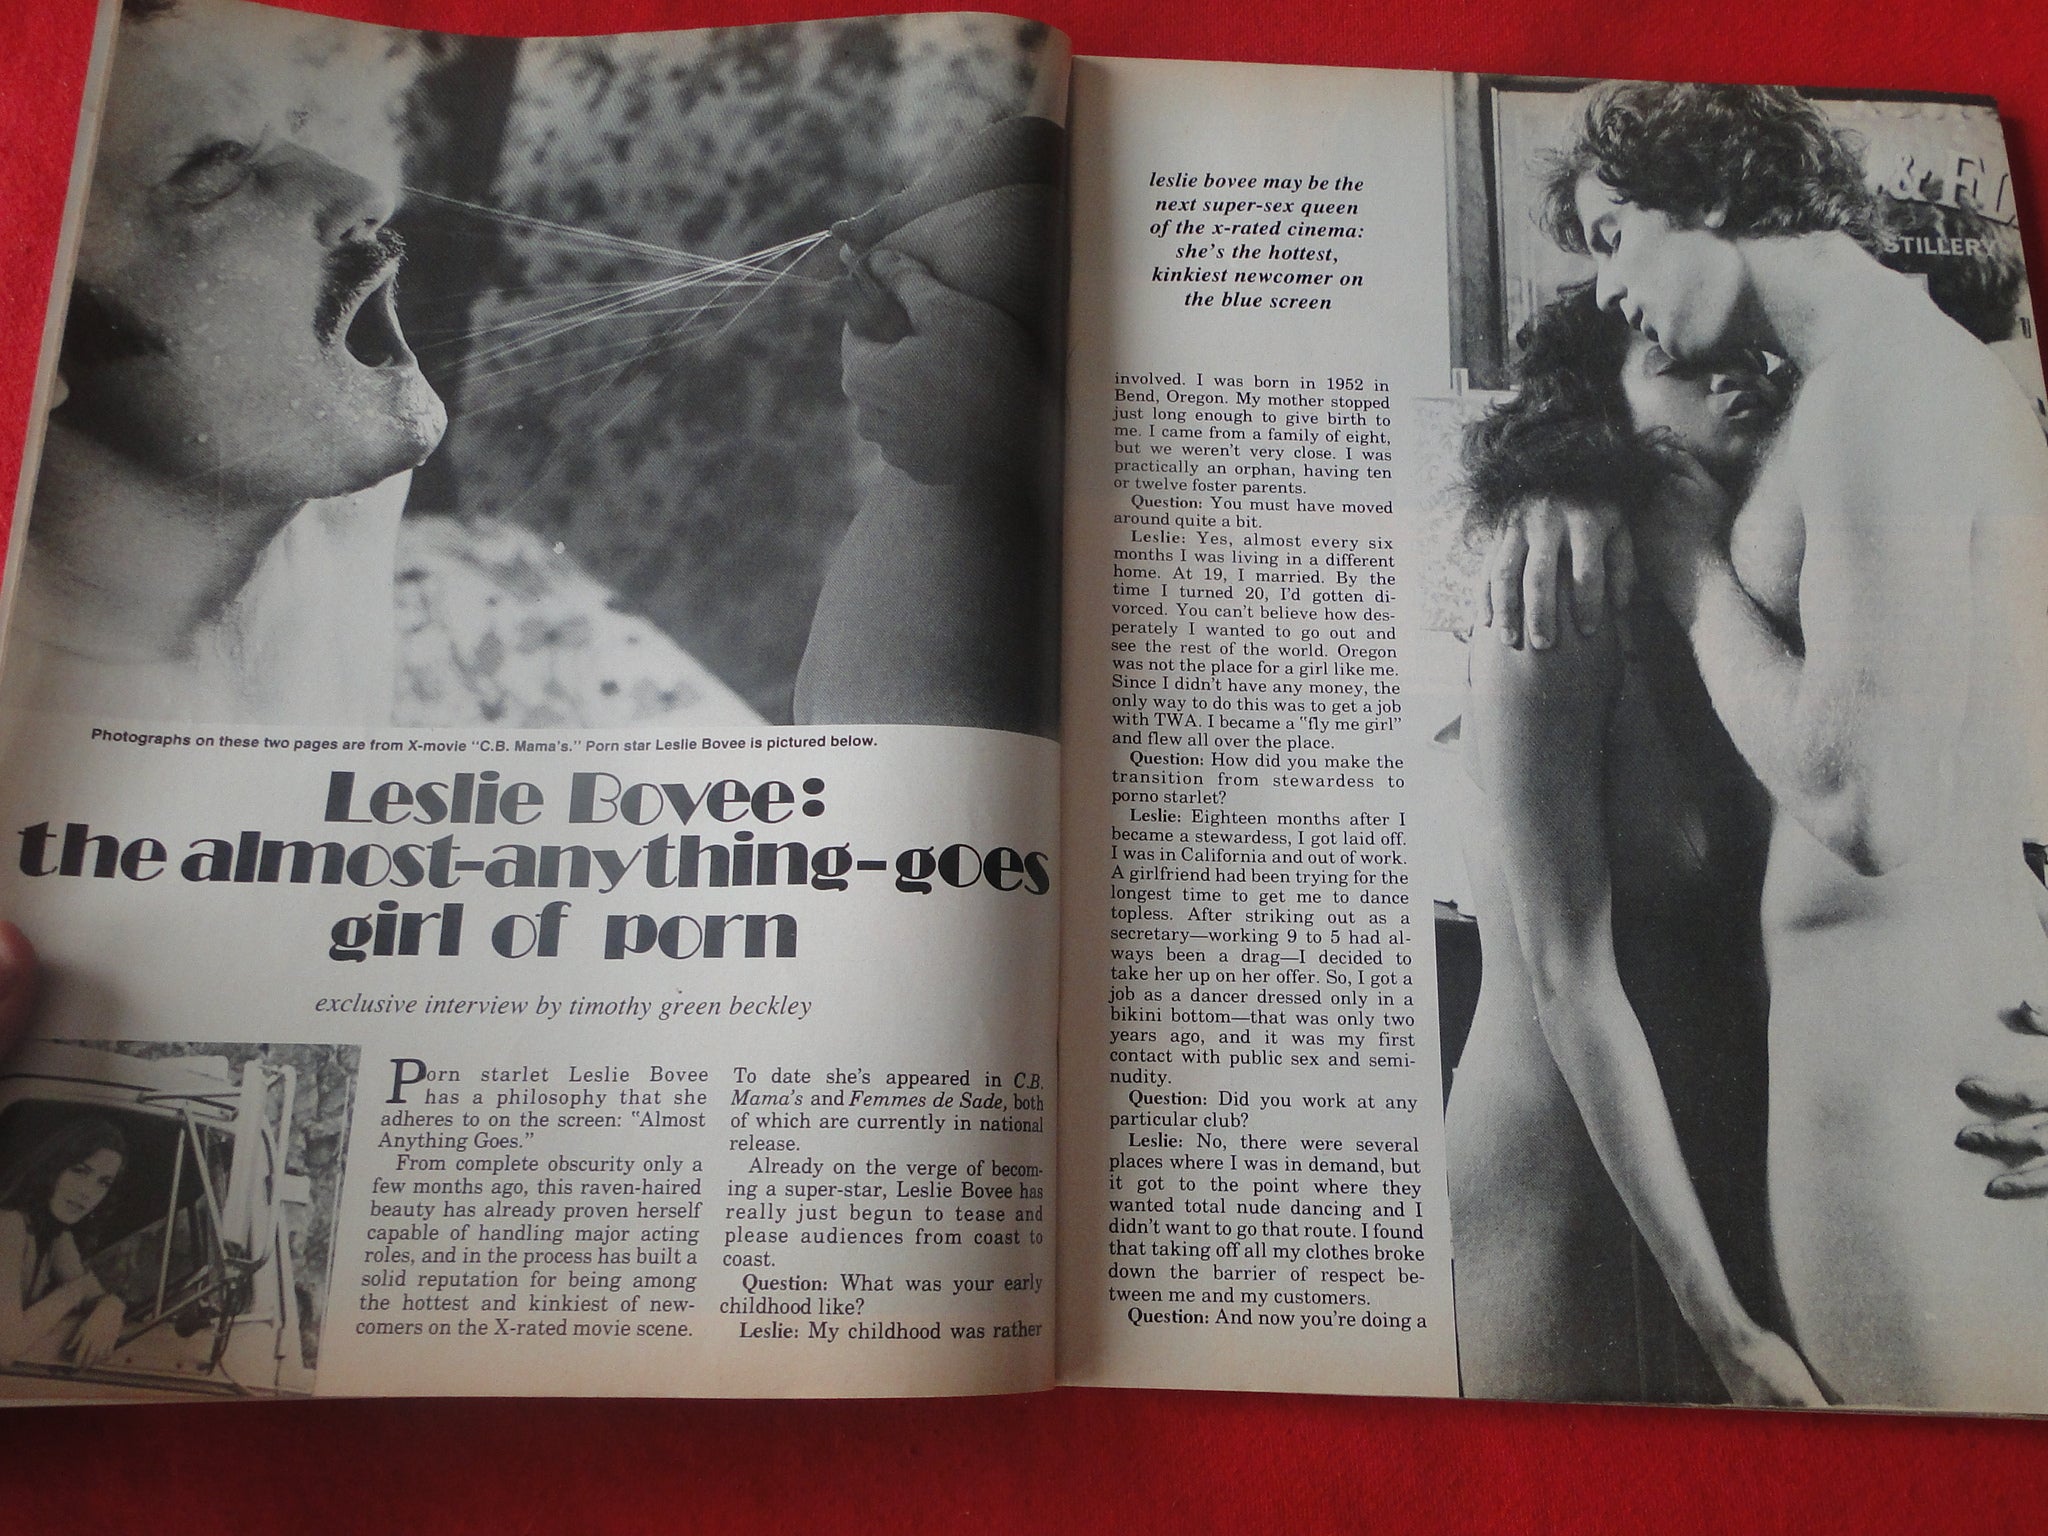 Photographs on these two pages are from X-movie "C.B. Mama's." Porn star Leslie Bovee is pictured below.
Leslie Bovee:
the almost-anything-goes
girl of porn
exclusive interview by timothy green beckley
Porn starlet Leslie Bovee
has a philosophy that she
adheres to on the screen: "Almost
Anything Goes."
From complete obscurity only a
few months ago, this raven-haired
beauty has already proven herself
capable of handling major acting
roles, and in the process has built a
solid reputation for being among
the hottest and kinkiest of new-
comers on the X-rated movie scene.
To date she's appeared in C.B.
Mama's and Femmes de Sade, both
of which are currently in national
release.
Already on the verge of becom-
ing a super-star, Leslie Bovee has
really just begun to tease and
please audiences from coast to
coast.
Question: What was your early
childhood like?
Leslie: My childhood was rather
leslie bovee may be the
next super-sex queen
of the x-rated cinema:
she's the hottest,
kinkiest newcomer on
the blue screen
involved. I was born in 1952 in
Bend, Oregon. My mother stopped
just long enough to give birth to
me. I came from a family of eight,
but we weren't very close. I was
practically an orphan, having ten
or twelve foster parents.
Question: You must have moved
around quite a bit.
Leslie: Yes, almost every six
months I was living in a different
home. At 19, I married. By the
time I turned 20, I'd gotten di-
vorced. You can't believe how des-
perately I wanted to go out and
see the rest of the world. Oregon
was not the place for a girl like me.
Since I didn't have any money, the
only way to do this was to get a job
with TWA. I became a "fly me girl"
and flew all over the place.
Question: How did you make the
transition from stewardess to
porno starlet?
Leslie: Eighteen months after I
became a stewardess, I got laid off.
I was in California and out of work.
A girlfriend had been trying for the
longest time to get me to dance
topless. After striking out as a
secretary—working 9 to 5 had al-
ways been a drag—I decided to
take her up on her offer. So, I got a
job as a dancer dressed only in a
bikini bottom—that was only two
years ago, and it was my first
contact with public sex and semi-
nudity.
Question: Did you work at any
particular club?
Leslie: No, there were several
places where I was in demand, but
it got to the point where they
wanted total nude dancing and I
didn't want to go that route. I found
that taking off all my clothes broke
down the barrier of respect be-
tween me and my customers.
Question: And now you're doing a
STILLERY